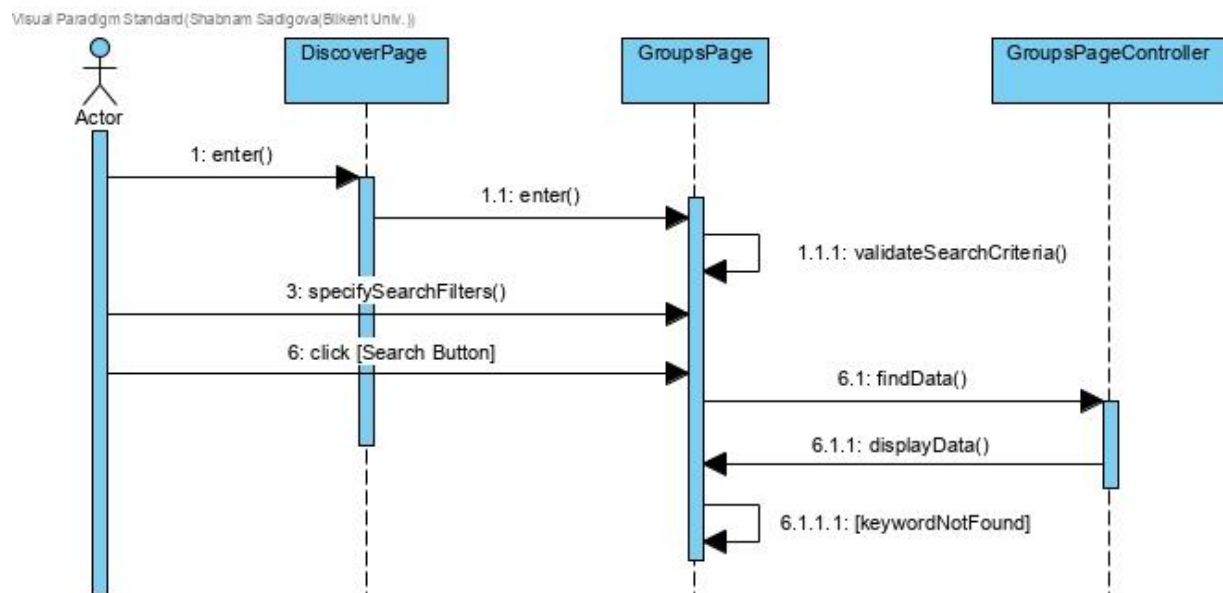 Visual Paradigm Standard(Shabnam Sadigova(Bilkent Univ.))
DiscoverPage
GroupsPage
GroupsPageController
Actor
1: enter()
1.1: enter()
1.1.1: validateSearchCriteria()
3: specifySearchFilters()
6: click [Search Button]
6.1: findData()
6.1.1: displayData()
6.1.1.1: [keywordNotFound]